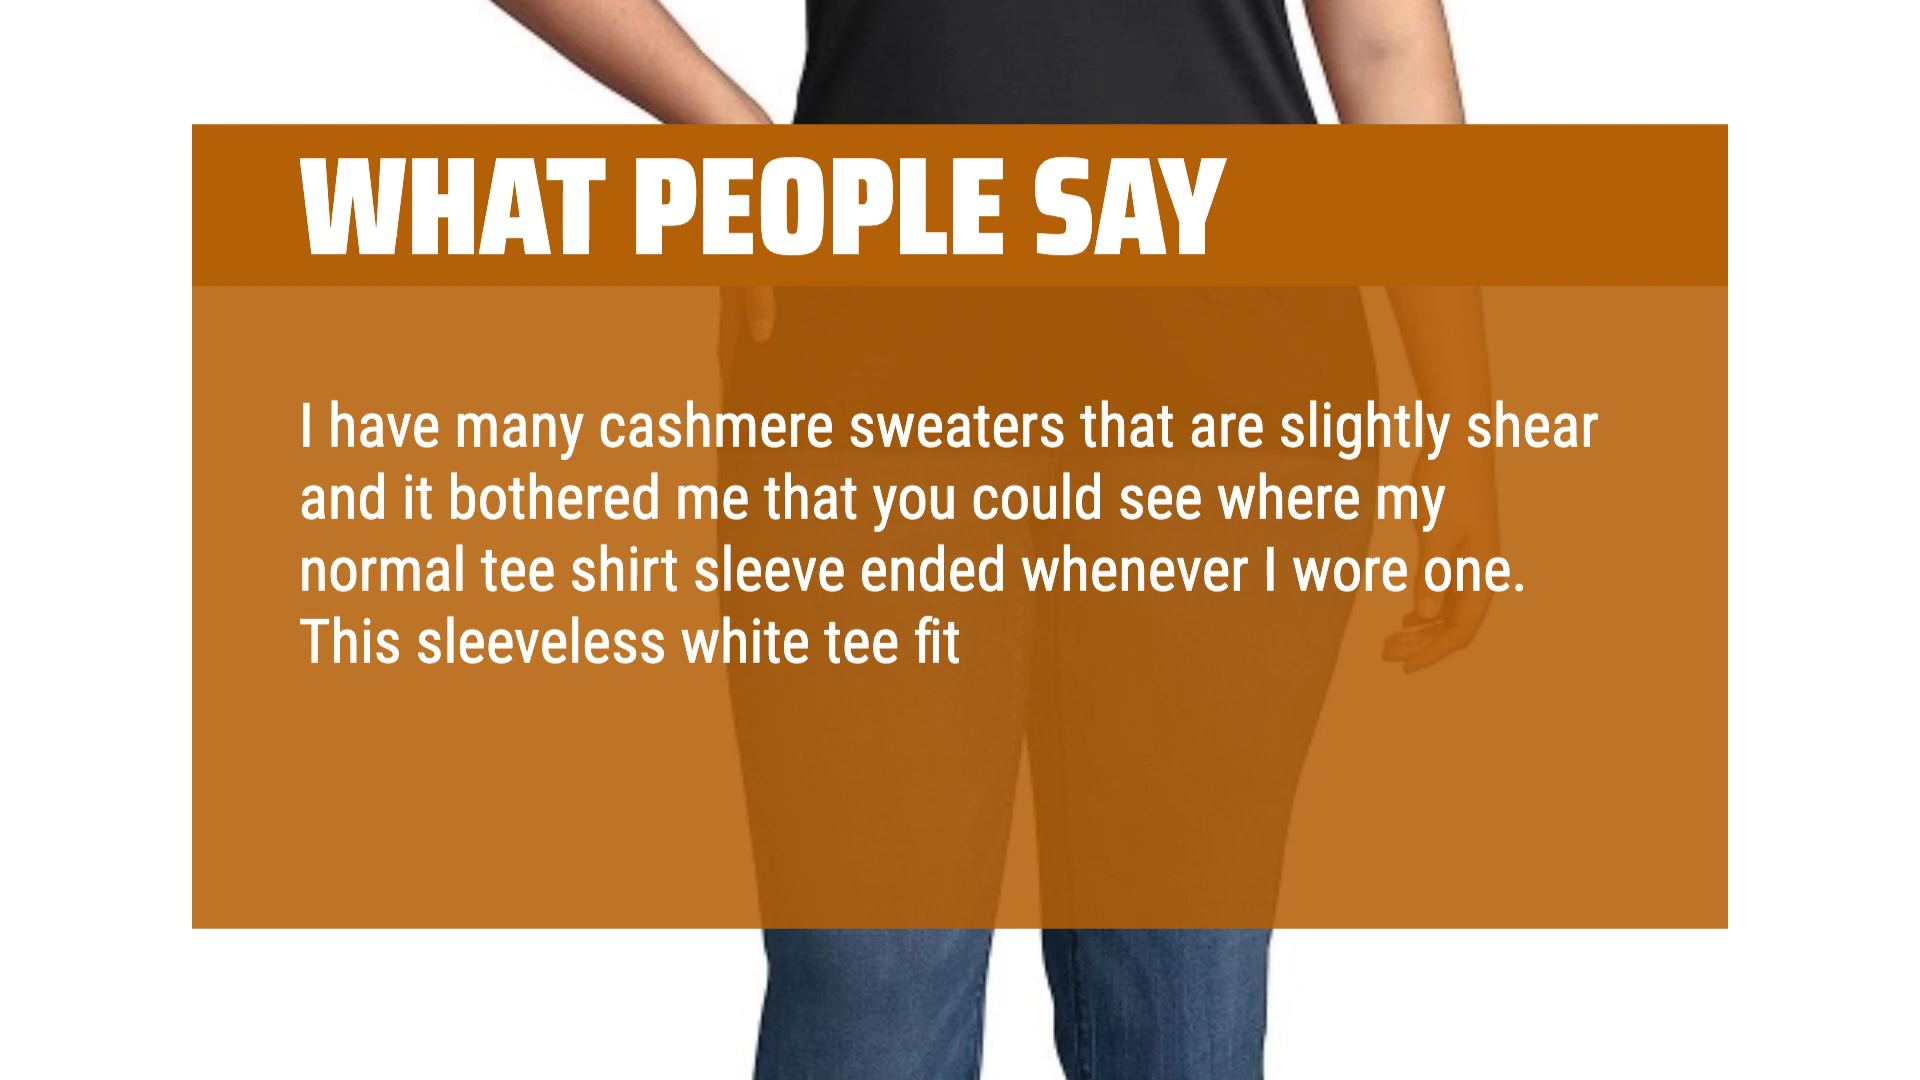 WHAT PEOPLE SAY
I have many cashmere sweaters that are slightly shear
and it bothered me that you could see where my
normal tee shirt sleeve ended whenever I wore one.
This sleeveless white tee fit